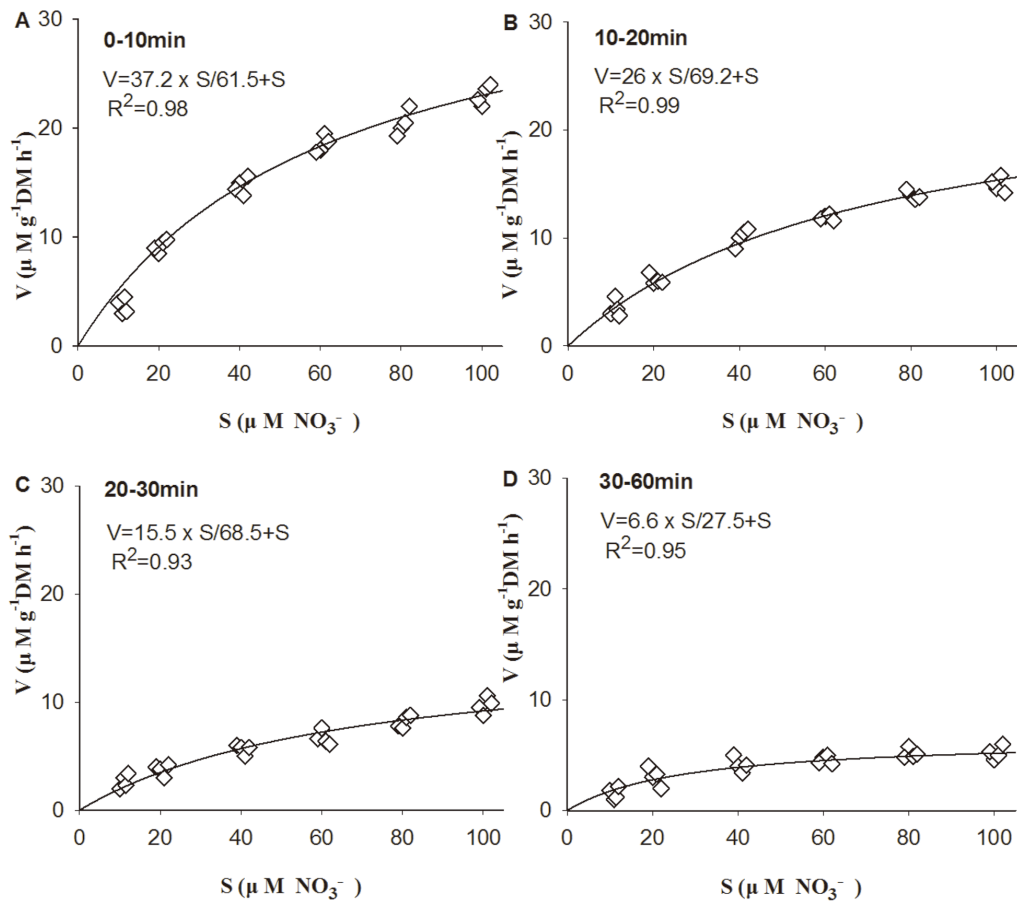 A
0-10min
V=37.2 x S/61.5+S
R²=0.98
V (µ M g⁻¹DM h⁻¹)
30
20
10
0
0 20 40 60 80 100
S (µ M NO₃⁻ )
B
10-20min
V=26 x S/69.2+S
R²=0.99
V (µ M g⁻¹DM h⁻¹)
30
20
10
0
0 20 40 60 80 100
S (µ M NO₃⁻ )
C
20-30min
V=15.5 x S/68.5+S
R²=0.93
V (µ M g⁻¹DM h⁻¹)
30
20
10
0
0 20 40 60 80 100
S (µ M NO₃⁻ )
D
30-60min
V=6.6 x S/27.5+S
R²=0.95
V (µ M g⁻¹DM h⁻¹)
30
20
10
0
0 20 40 60 80 100
S (µ M NO₃⁻ )